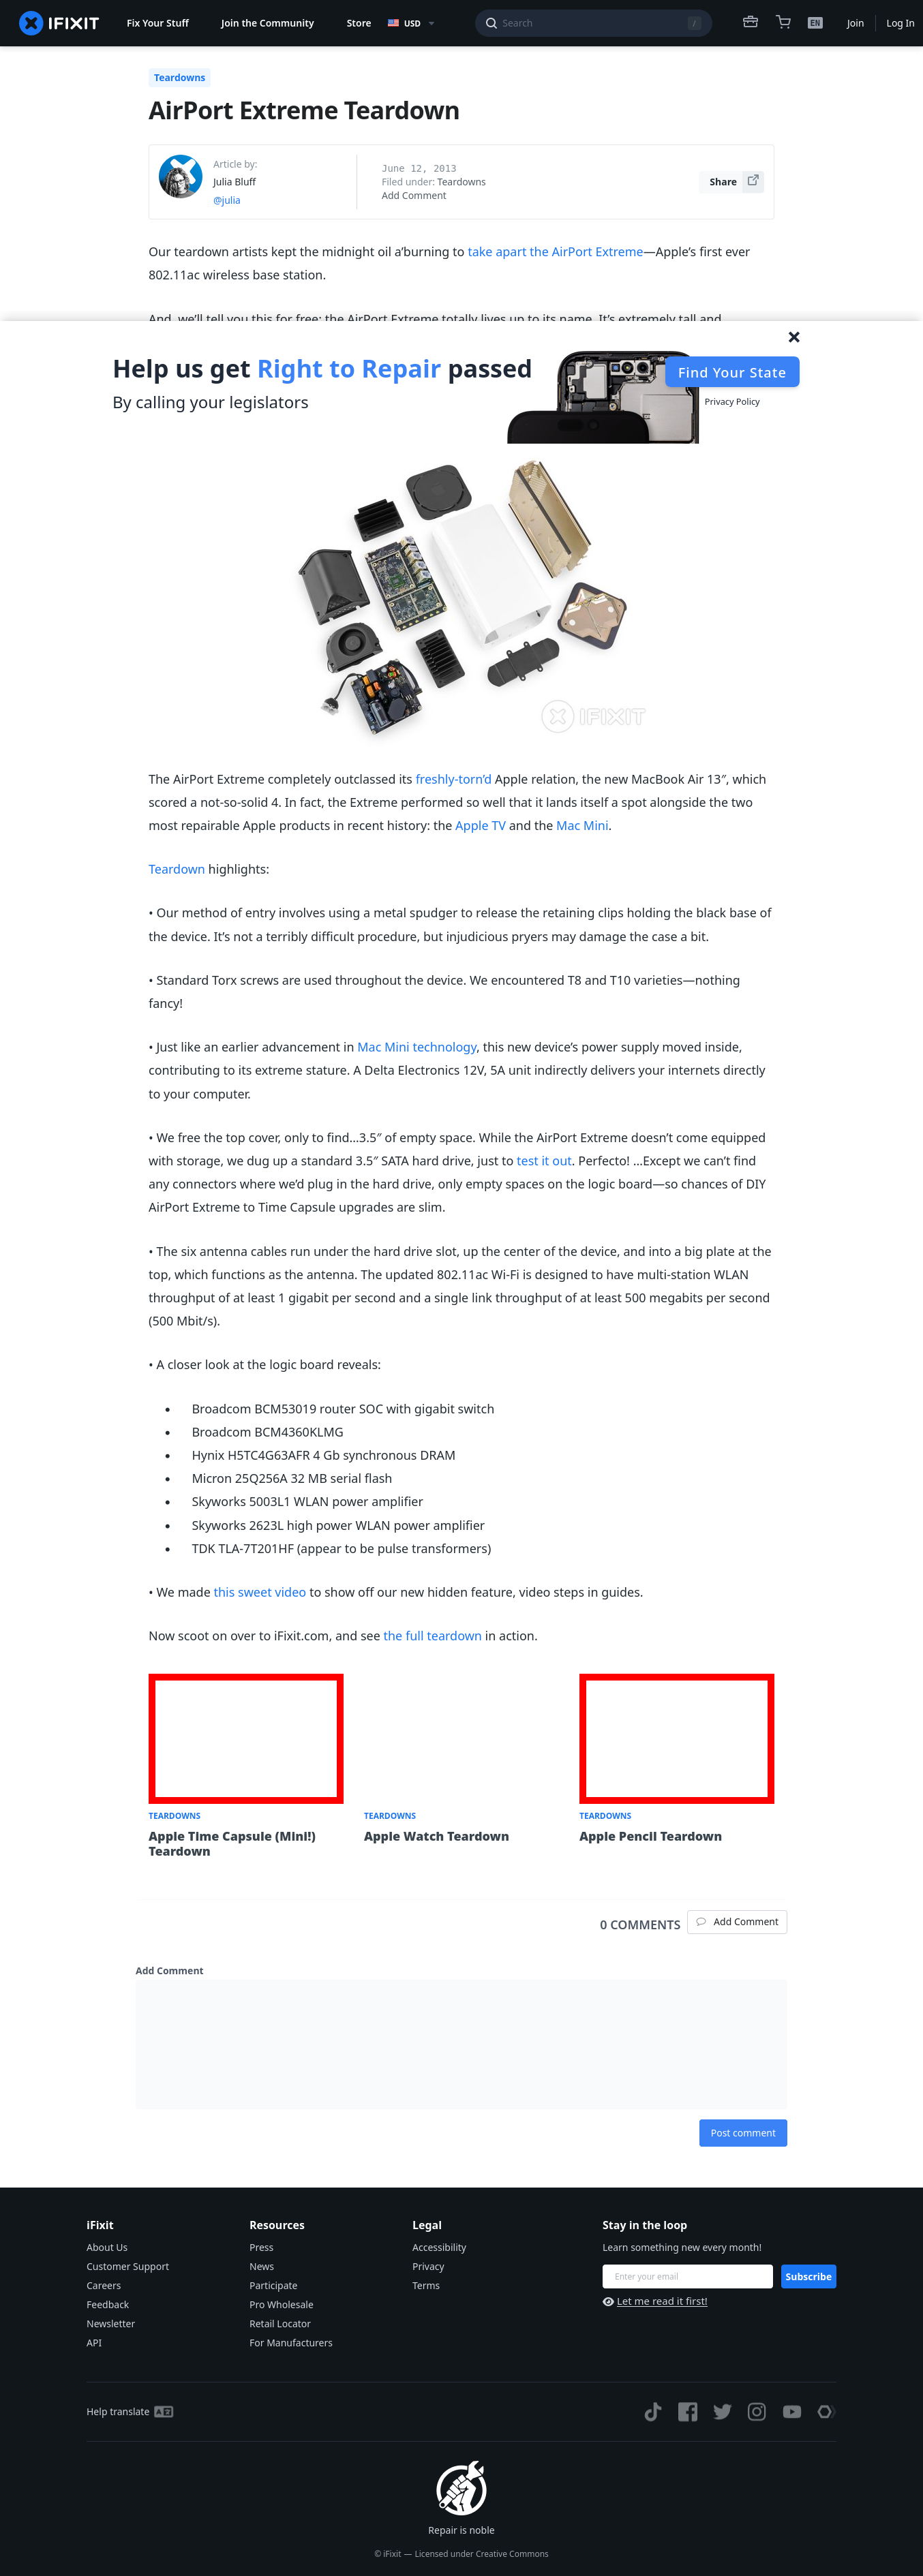 IFIXIT
Fix Your Stuff
Join the Community
Store
USD
Search
/
EN
Join
Log In
Teardowns
AirPort Extreme Teardown
Article by:
Julia Bluff
@julia
June 12, 2013
Filed under: Teardowns
Add Comment
Share
Our teardown artists kept the midnight oil a’burning to take apart the AirPort Extreme—Apple’s first ever
802.11ac wireless base station.
And, we’ll tell you this for free: the AirPort Extreme totally lives up to its name. It’s extremely tall and
Help us get Right to Repair passed
By calling your legislators
Find Your State
Privacy Policy
IFIXIT
The AirPort Extreme completely outclassed its freshly-torn’d Apple relation, the new MacBook Air 13″, which
scored a not-so-solid 4. In fact, the Extreme performed so well that it lands itself a spot alongside the two
most repairable Apple products in recent history: the Apple TV and the Mac Mini.
Teardown highlights:
• Our method of entry involves using a metal spudger to release the retaining clips holding the black base of
the device. It’s not a terribly difficult procedure, but injudicious pryers may damage the case a bit.
• Standard Torx screws are used throughout the device. We encountered T8 and T10 varieties—nothing
fancy!
• Just like an earlier advancement in Mac Mini technology, this new device’s power supply moved inside,
contributing to its extreme stature. A Delta Electronics 12V, 5A unit indirectly delivers your internets directly
to your computer.
• We free the top cover, only to find…3.5″ of empty space. While the AirPort Extreme doesn’t come equipped
with storage, we dug up a standard 3.5″ SATA hard drive, just to test it out. Perfecto! …Except we can’t find
any connectors where we’d plug in the hard drive, only empty spaces on the logic board—so chances of DIY
AirPort Extreme to Time Capsule upgrades are slim.
• The six antenna cables run under the hard drive slot, up the center of the device, and into a big plate at the
top, which functions as the antenna. The updated 802.11ac Wi-Fi is designed to have multi-station WLAN
throughput of at least 1 gigabit per second and a single link throughput of at least 500 megabits per second
(500 Mbit/s).
• A closer look at the logic board reveals:
• Broadcom BCM53019 router SOC with gigabit switch
• Broadcom BCM4360KLMG
• Hynix H5TC4G63AFR 4 Gb synchronous DRAM
• Micron 25Q256A 32 MB serial flash
• Skyworks 5003L1 WLAN power amplifier
• Skyworks 2623L high power WLAN power amplifier
• TDK TLA-7T201HF (appear to be pulse transformers)
• We made this sweet video to show off our new hidden feature, video steps in guides.
Now scoot on over to iFixit.com, and see the full teardown in action.
TEARDOWNS
Apple Time Capsule (Mini!)
Teardown
TEARDOWNS
Apple Watch Teardown
TEARDOWNS
Apple Pencil Teardown
0 COMMENTS
Add Comment
Add Comment
Post comment
iFixit
About Us
Customer Support
Careers
Feedback
Newsletter
API
Resources
Press
News
Participate
Pro Wholesale
Retail Locator
For Manufacturers
Legal
Accessibility
Privacy
Terms
Stay in the loop
Learn something new every month!
Enter your email
Subscribe
Let me read it first!
Help translate
Repair is noble
© iFixit — Licensed under Creative Commons